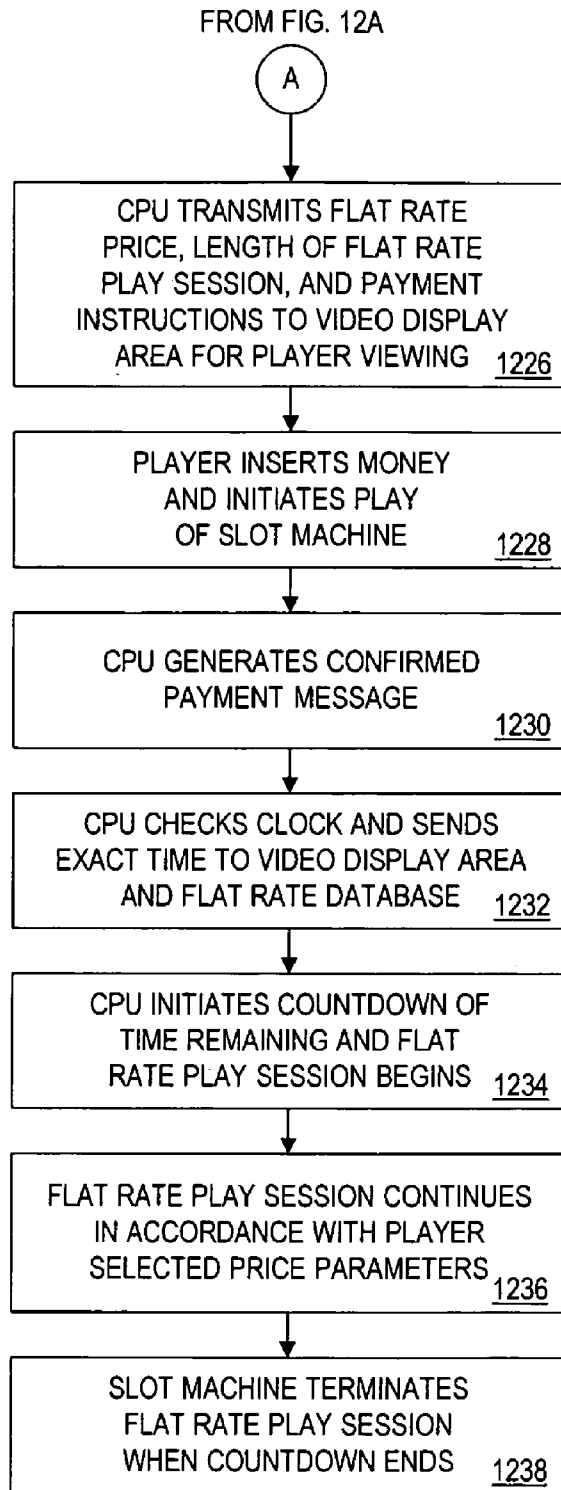 FROM FIG. 12A
A
CPU TRANSMITS FLAT RATE
PRICE, LENGTH OF FLAT RATE
PLAY SESSION, AND PAYMENT
INSTRUCTIONS TO VIDEO DISPLAY
AREA FOR PLAYER VIEWING 1226
PLAYER INSERTS MONEY
AND INITIATES PLAY
OF SLOT MACHINE 1228
CPU GENERATES CONFIRMED
PAYMENT MESSAGE
1230
CPU CHECKS CLOCK AND SENDS
EXACT TIME TO VIDEO DISPLAY AREA
AND FLAT RATE DATABASE 1232
CPU INITIATES COUNTDOWN OF
TIME REMAINING AND FLAT
RATE PLAY SESSION BEGINS 1234
FLAT RATE PLAY SESSION CONTINUES
IN ACCORDANCE WITH PLAYER
SELECTED PRICE PARAMETERS 1236
SLOT MACHINE TERMINATES
FLAT RATE PLAY SESSION
WHEN COUNTDOWN ENDS 1238